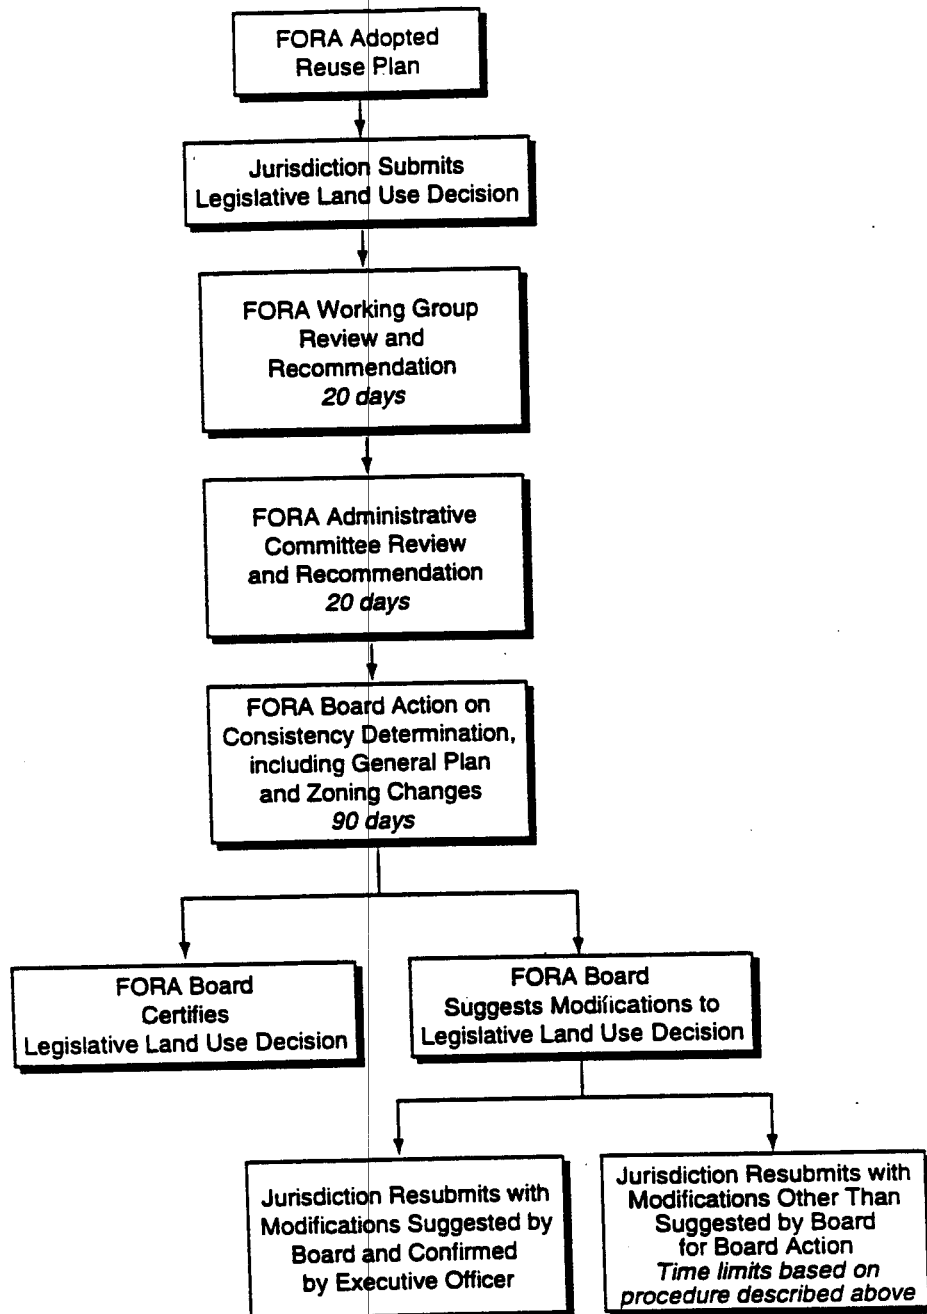 FORA Adopted
Reuse Plan
Jurisdiction Submits
Legislative Land Use Decision
FORA Working Group
Review and
Recommendation
20 days
FORA Administrative
Committee Review
and Recommendation
20 days
FORA Board Action on
Consistency Determination,
including General Plan
and Zoning Changes
90 days
FORA Board
Certifies
Legislative Land Use Decision
FORA Board
Suggests Modifications to
Legislative Land Use Decision
Jurisdiction Resubmits with
Modifications Suggested by
Board and Confirmed
by Executive Officer
Jurisdiction Resubmits with
Modifications Other Than
Suggested by Board
for Board Action
Time limits based on
procedure described above